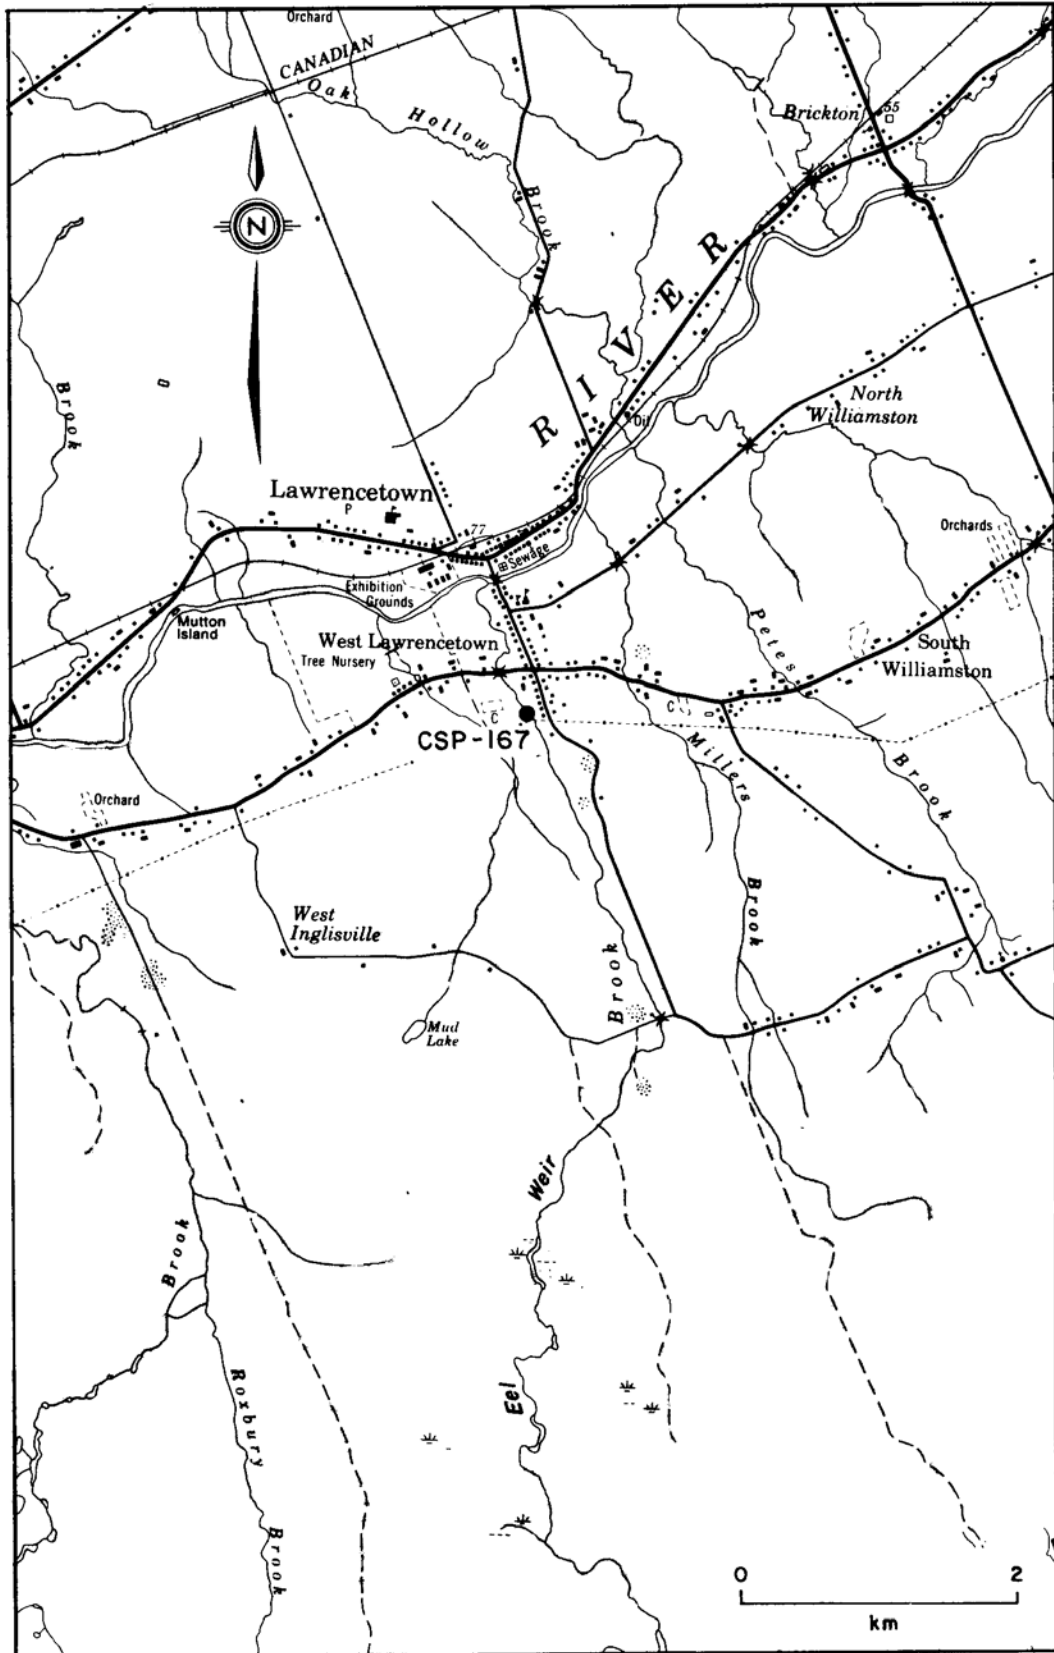 Orchard
CANADIAN
Oak
Hollow
Brook
Brickton
55
N
RIVER
Brook
North
Williamston
Oil
Lawrencetown
P
77
Sewage
Orchards
Exhibition
Grounds
Mutton
Island
West Lawrencetown
Tree Nursery
Petes
Brook
South
Williamston
C
C
CSP-167
Millers
Brook
Orchard
West
Inglisville
Brook
Mud
Lake
Weir
Eel
Brook
Roxbury
Brook
0 2
km